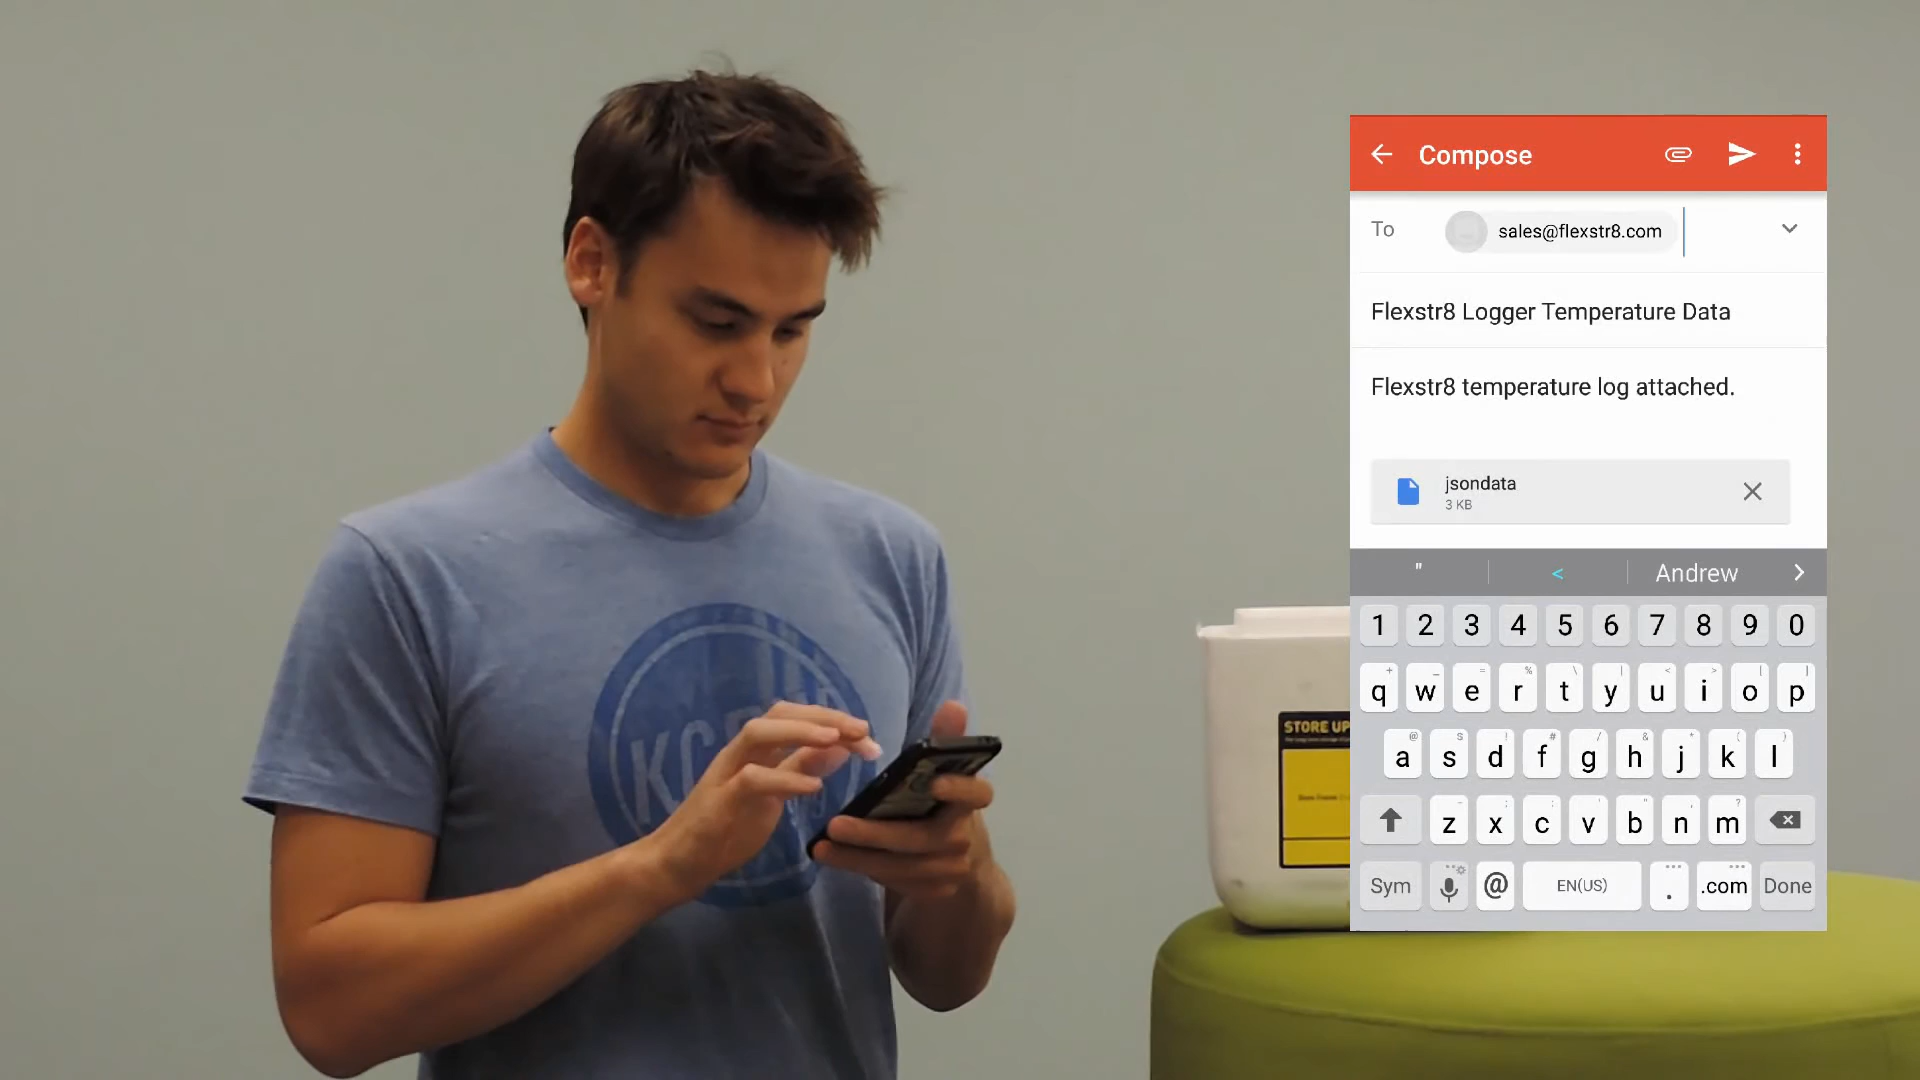 Compose
To sales@flexstr8.com
Flexstr8 Logger Temperature Data
Flexstr8 temperature log attached.
jsondata
3 KB
" < Andrew
1 2 3 4 5 6 7 8 9 0
q w e r t y u i o p
a s d f g h j k l
z x c v b n m
Sym @ EN(US) . .com Done
STORE UP